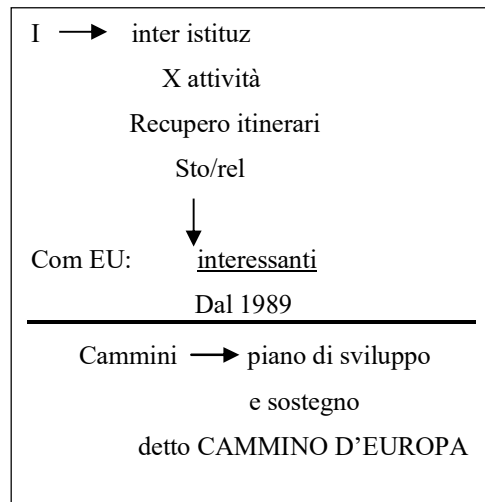 I → inter istituz
X attività
Recupero itinerari
Sto/rel
Com EU: interessanti
Dal 1989
Cammini → piano di sviluppo
e sostegno
detto CAMMINO D'EUROPA